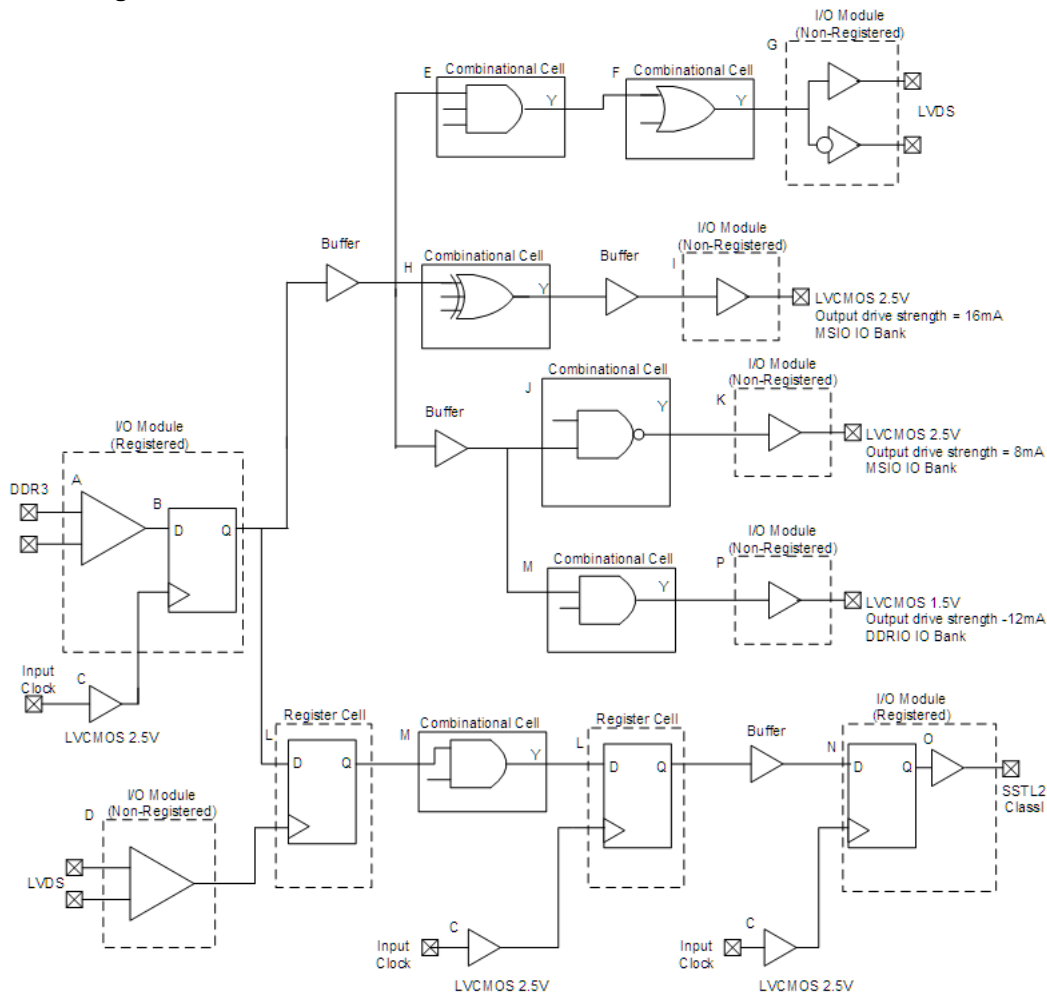 I/O Module
(Non-Registered)
G
E
Combinational Cell
Y
F
Combinational Cell
Y
LVDS
Buffer
H
Combinational Cell
Y
Buffer
I/O Module
(Non-Registered)
I
LVCMOS 2.5V
Output drive strength = 16mA
MSIO IO Bank
Buffer
Combinational Cell
J
Y
I/O Module
(Non-Registered)
K
LVCMOS 2.5V
Output drive strength = 8mA
MSIO IO Bank
I/O Module
(Registered)
DDR3
A
B
D
Q
Combinational Cell
M
Y
I/O Module
(Non-Registered)
P
LVCMOS 1.5V
Output drive strength -12mA
DDRIO IO Bank
Input
Clock
C
LVCMOS 2.5V
Register Cell
L
D
Q
Combinational Cell
M
Y
Register Cell
L
D
Q
Buffer
I/O Module
(Registered)
N
D
Q
O
SSTL2
ClassI
I/O Module
(Non-Registered)
D
LVDS
Input
Clock
C
LVCMOS 2.5V
Input
Clock
C
LVCMOS 2.5V